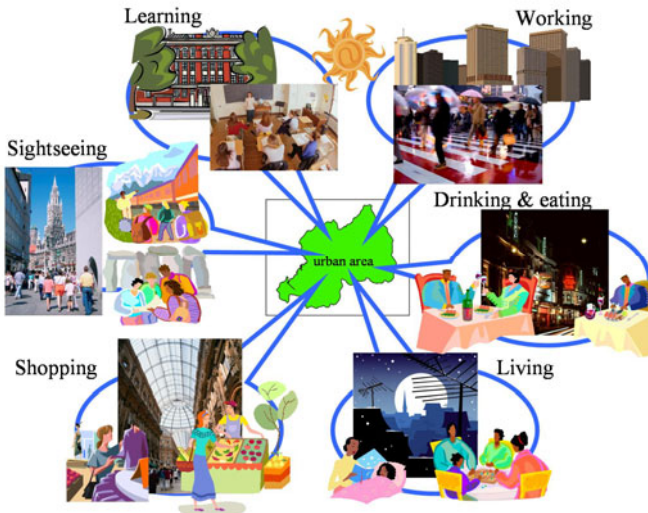 Learning
Working
Sightseeing
Drinking & eating
urban area
Shopping
Living